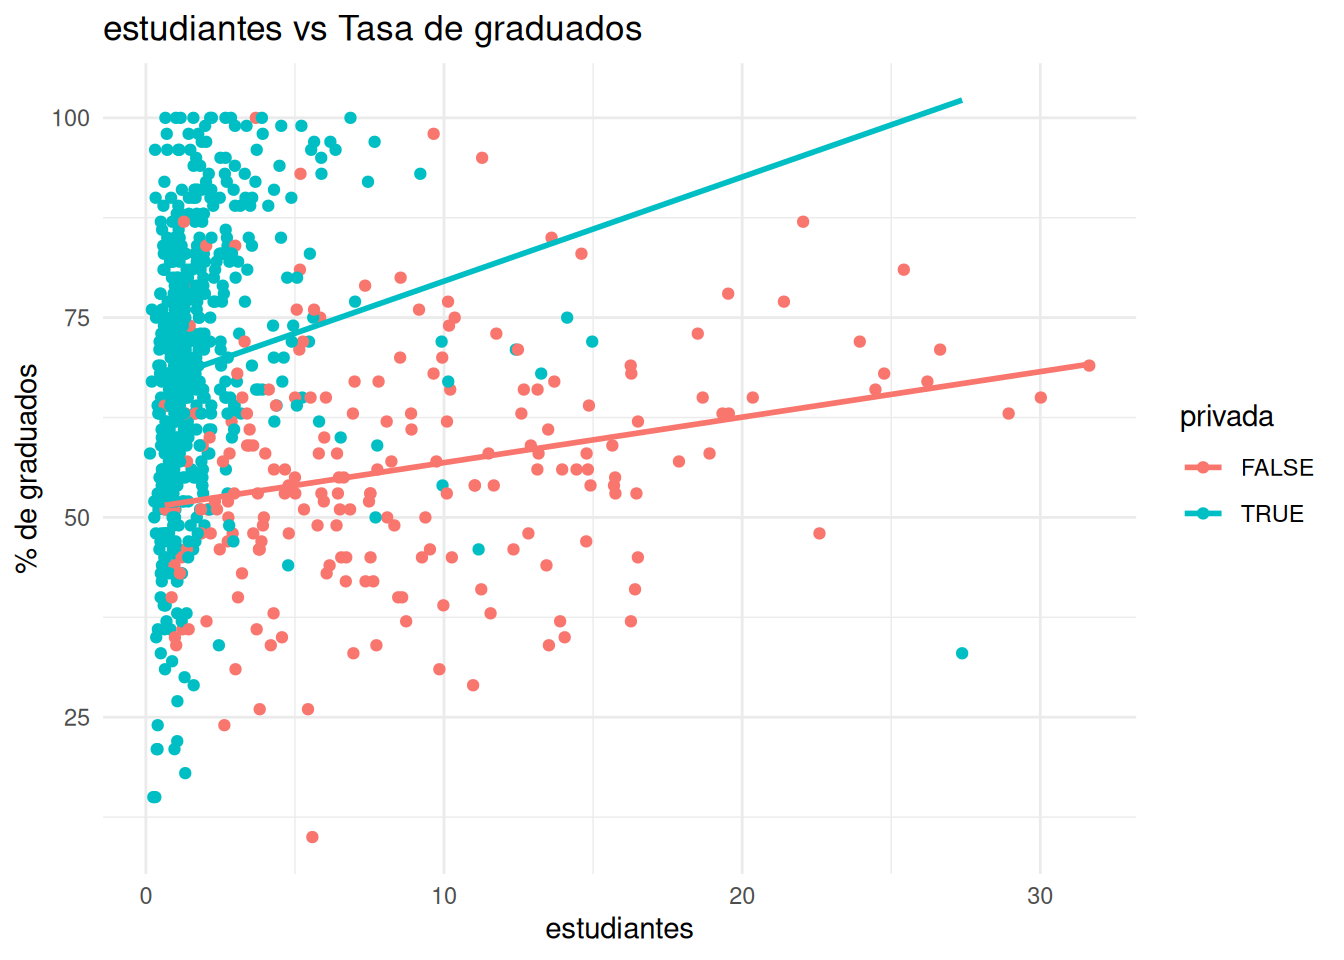 estudiantes vs Tasa de graduados
% de graduados
100
75
50
25
0
10
20
30
estudiantes
privada
FALSE
TRUE